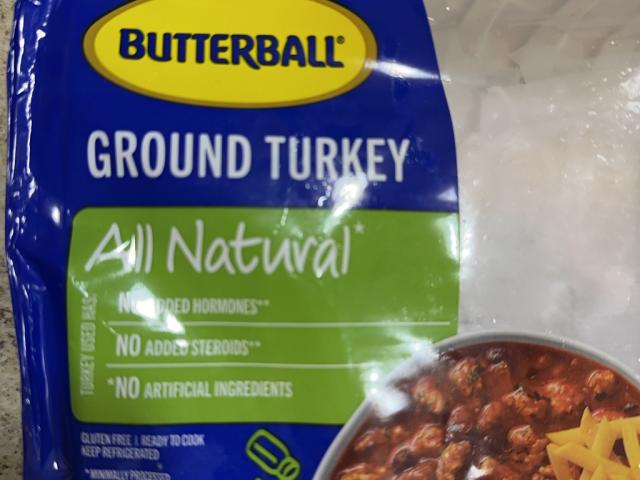 BUTTERBALL®
GROUND TURKEY
All Natural*
TURKEY USED HAS:
NO ADDED HORMONES**
NO ADDED STEROIDS**
*NO ARTIFICIAL INGREDIENTS
GLUTEN FREE | READY TO COOK
KEEP REFRIGERATED
*MINIMALLY PROCESSED